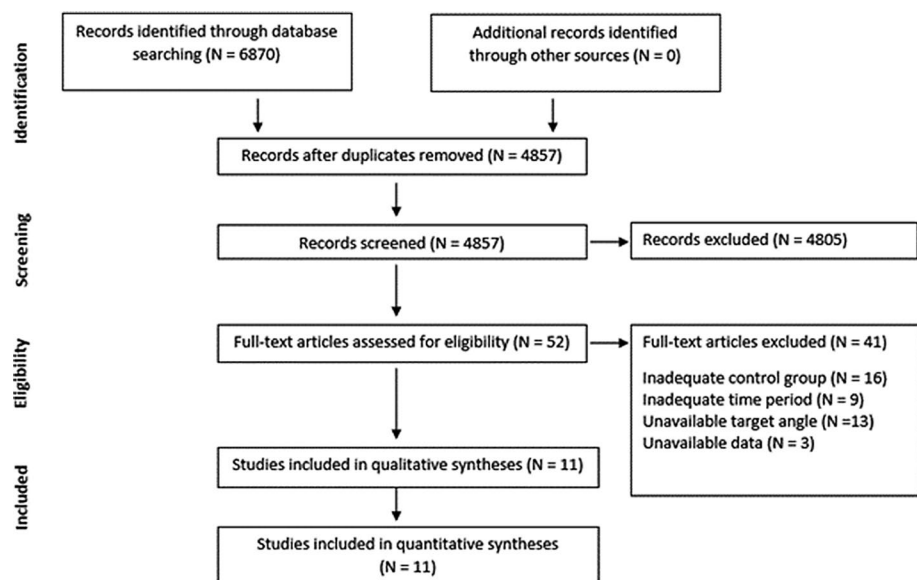 Identification
Records identified through database
searching (N = 6870)
Additional records identified
through other sources (N = 0)
Records after duplicates removed (N = 4857)
Screening
Records screened (N = 4857)
Records excluded (N = 4805)
Eligibility
Full-text articles assessed for eligibility (N = 52)
Full-text articles excluded (N = 41)
Inadequate control group (N = 16)
Inadequate time period (N = 9)
Unavailable target angle (N =13)
Unavailable data (N = 3)
Included
Studies included in qualitative syntheses (N = 11)
Studies included in quantitative syntheses
(N = 11)